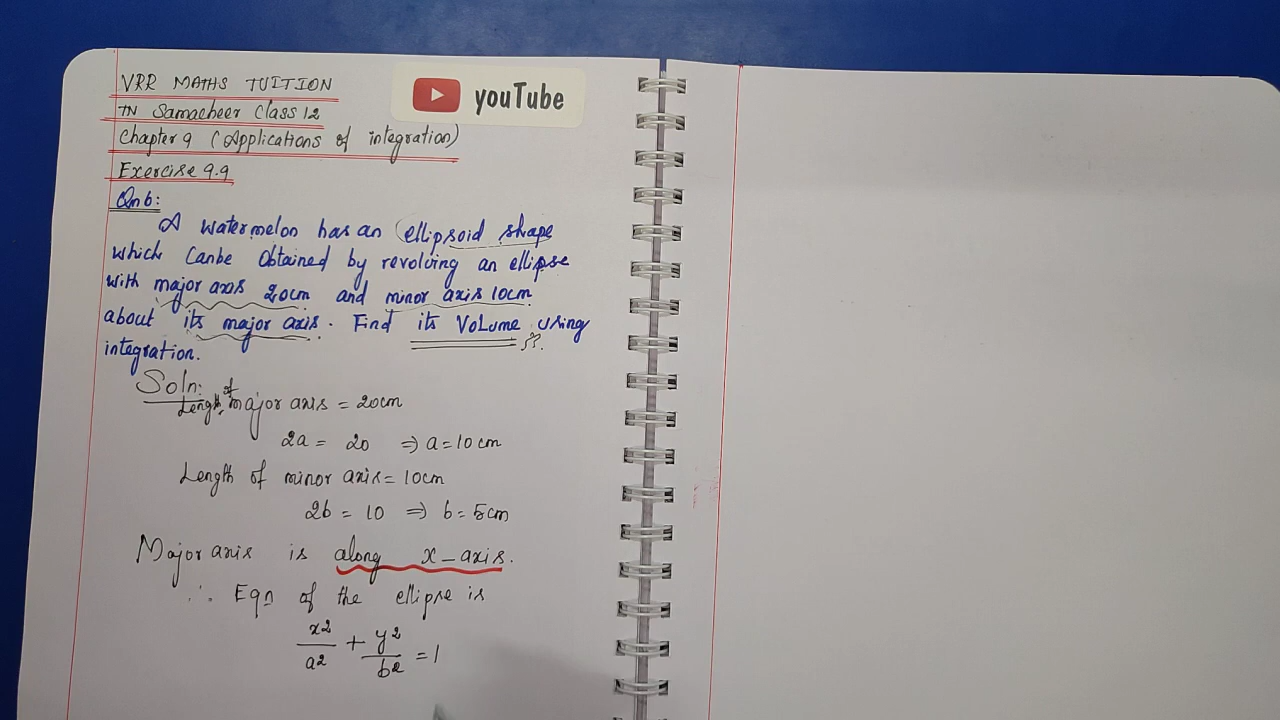 VRR MATHS TUITION
YouTube
TN Samacheer Class 12
Chapter 9 (Applications of integration)
Exercise 9.9
Qn 6:
A watermelon has an ellipsoid shape
which can be obtained by revolving an ellipse
with major axis 20cm and minor axis 10cm
about its major axis. Find its Volume using
integration.
Soln:
Length of major axis = 20cm
2a = 20 ⇒ a = 10 cm
Length of minor axis = 10cm
2b = 10 ⇒ b = 5cm
Major axis is along x-axis.
∴ Eqn of the ellipse is
x²/a² + y²/b² = 1